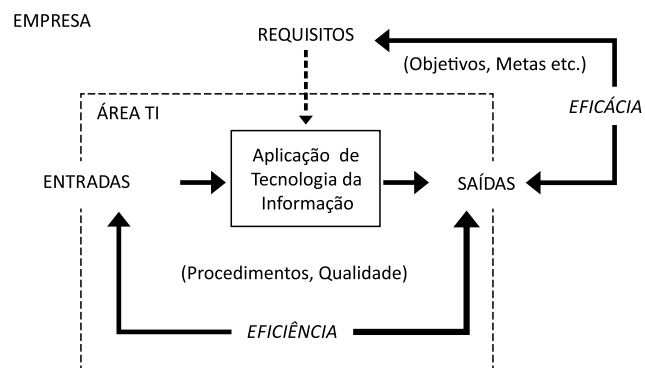 EMPRESA
REQUISITOS
(Objetivos, Metas etc.)
ÁREA TI
EFICÁCIA
Aplicação de
Tecnologia da
Informação
ENTRADAS
SAÍDAS
(Procedimentos, Qualidade)
EFICIÊNCIA